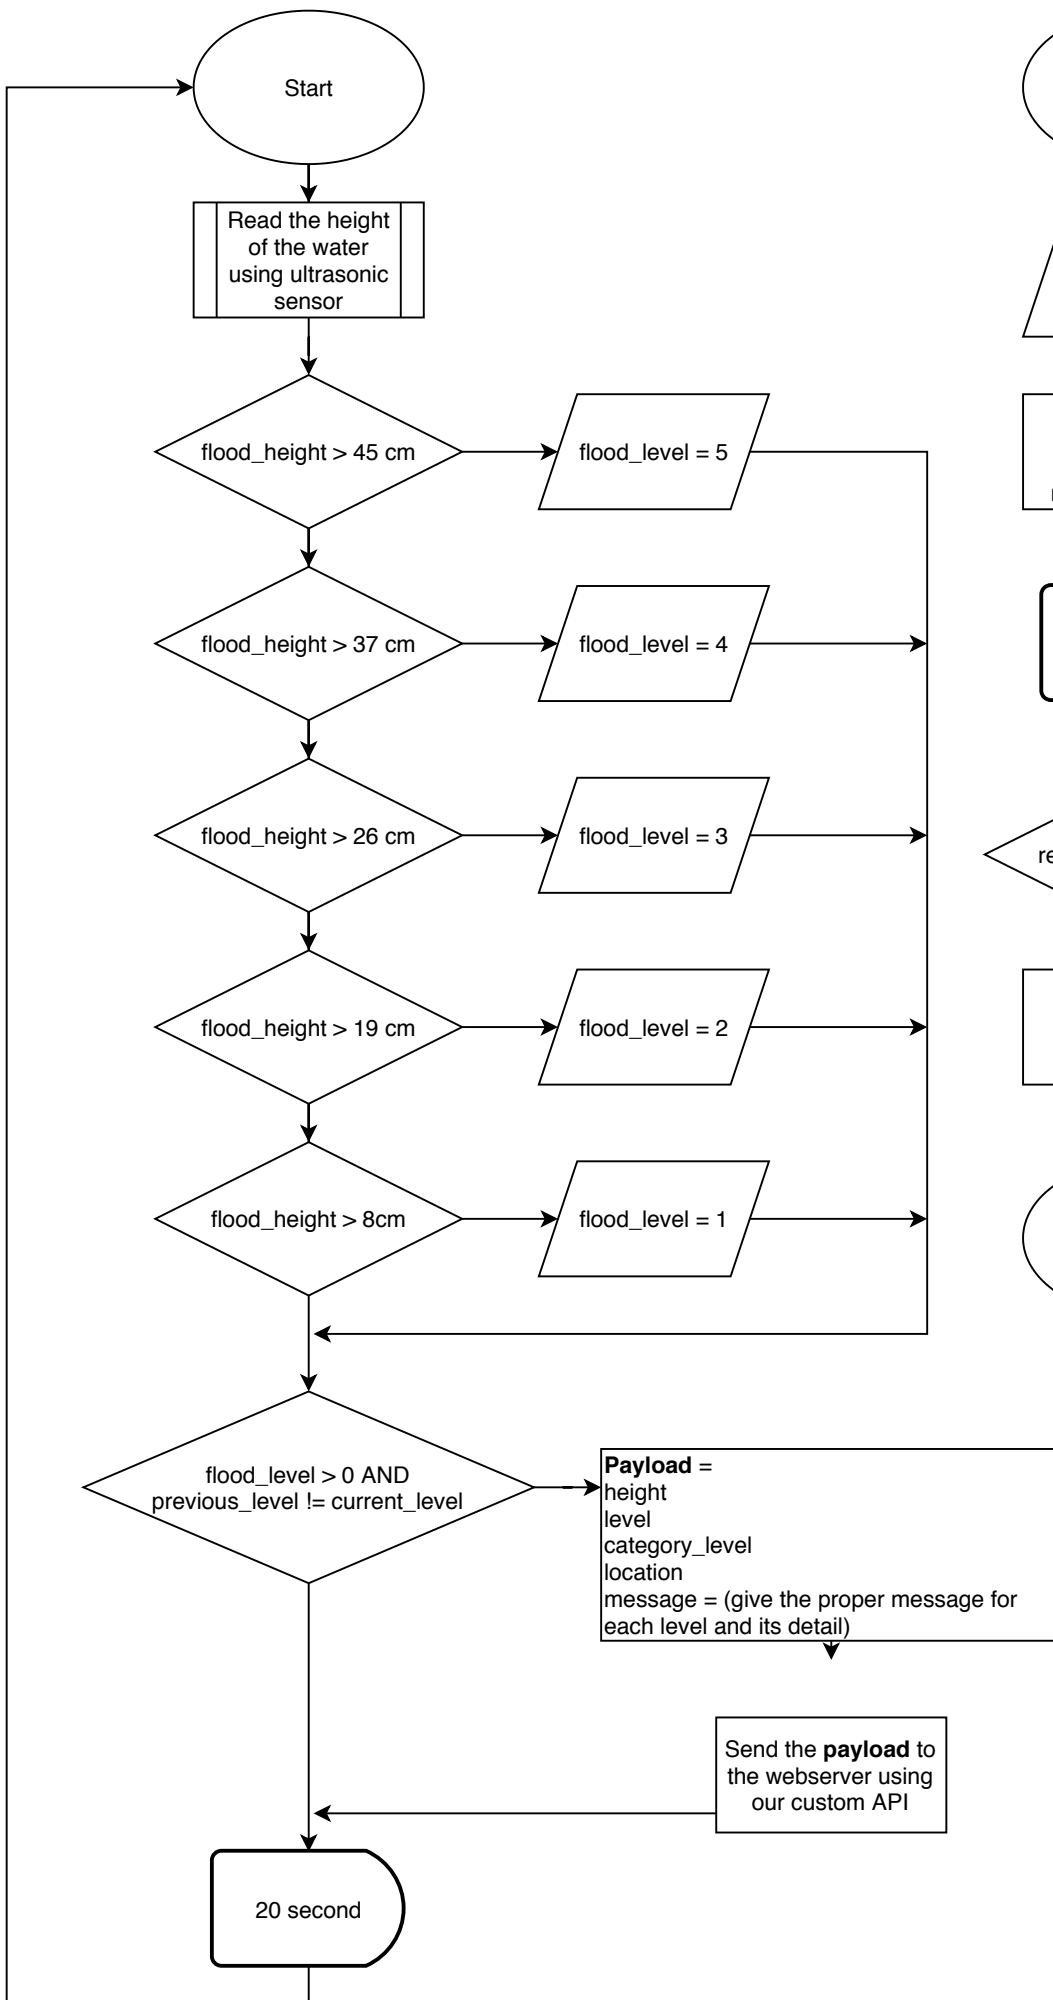 Start
Read the height
of the water
using ultrasonic
sensor
flood_height > 45 cm
flood_level = 5
flood_height > 37 cm
flood_level = 4
flood_height > 26 cm
flood_level = 3
flood_height > 19 cm
flood_level = 2
flood_height > 8cm
flood_level = 1
flood_level > 0 AND
previous_level != current_level
Payload =
height
level
category_level
location
message = (give the proper message for
each level and its detail)
Send the payload to
the webserver using
our custom API
20 second